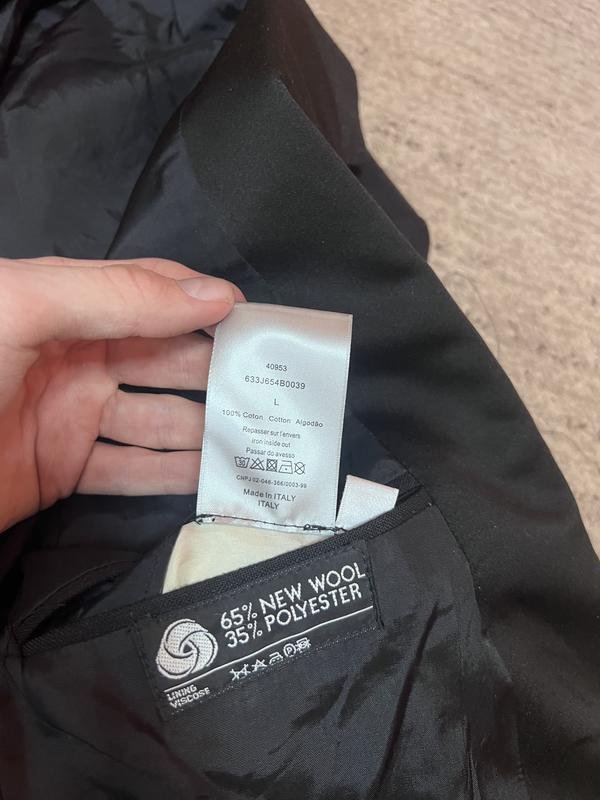 40953
633J654B0039
L
100% Coton Cotton Algodão
Repasser sur l'envers
iron inside out
Passar do avesso
CNPJ 02-046-366/0003-99
Made In ITALY
ITALY
65% NEW WOOL
35% POLYESTER
LINING
VISCOSE